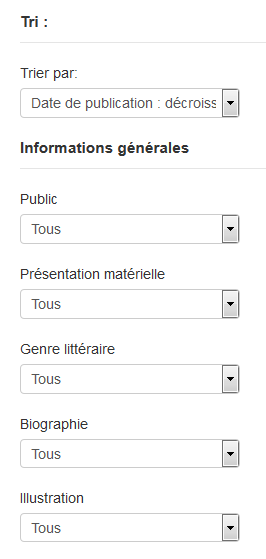 Tri :
Trier par:
Date de publication : décroiss
Informations générales
Public
Tous
Présentation matérielle
Tous
Genre littéraire
Tous
Biographie
Tous
Illustration
Tous